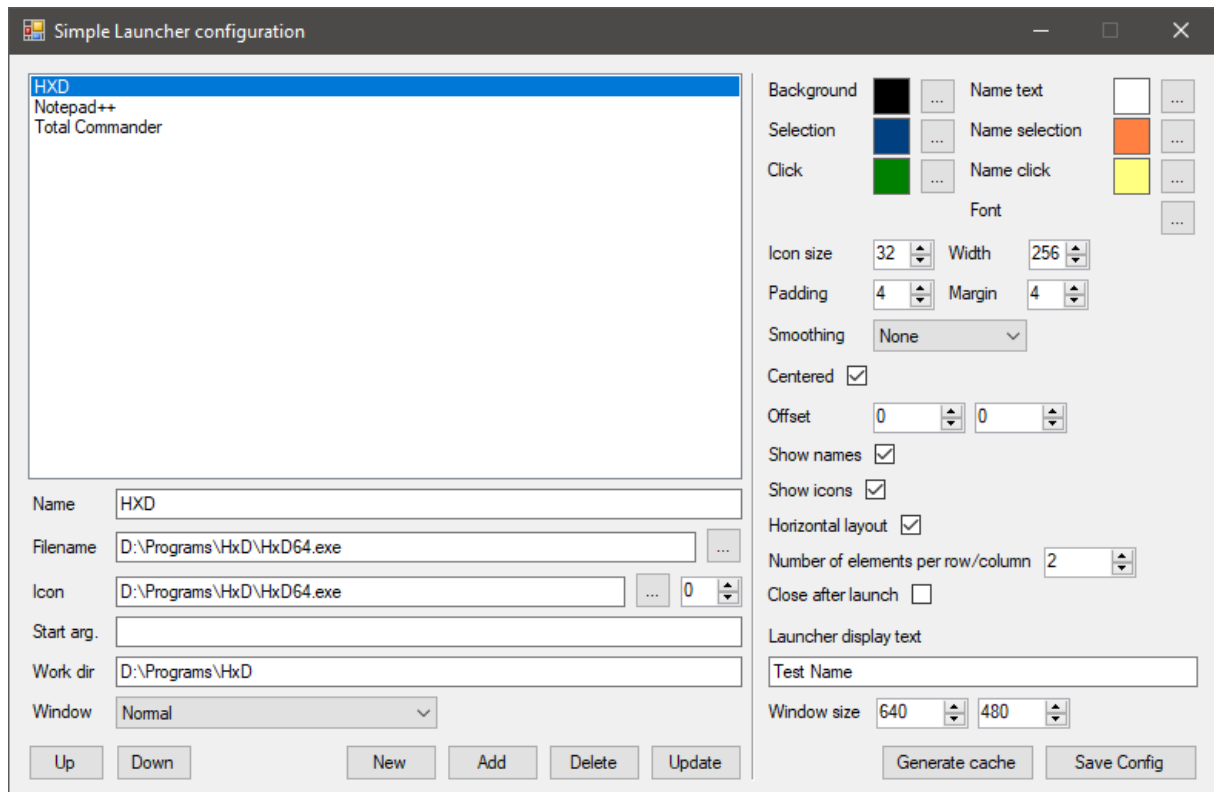 Simple Launcher configuration
HXD
Notepad++
Total Commander
Name HXD
Filename D:\Programs\HxD\HxD64.exe ...
Icon D:\Programs\HxD\HxD64.exe ... 0
Start arg.
Work dir D:\Programs\HxD
Window Normal
Up Down New Add Delete Update
Background ... Name text ...
Selection ... Name selection ...
Click ... Name click ...
Font ...
Icon size 32 Width 256
Padding 4 Margin 4
Smoothing None
Centered
Offset 0 0
Show names
Show icons
Horizontal layout
Number of elements per row/column 2
Close after launch
Launcher display text
Test Name
Window size 640 480
Generate cache Save Config